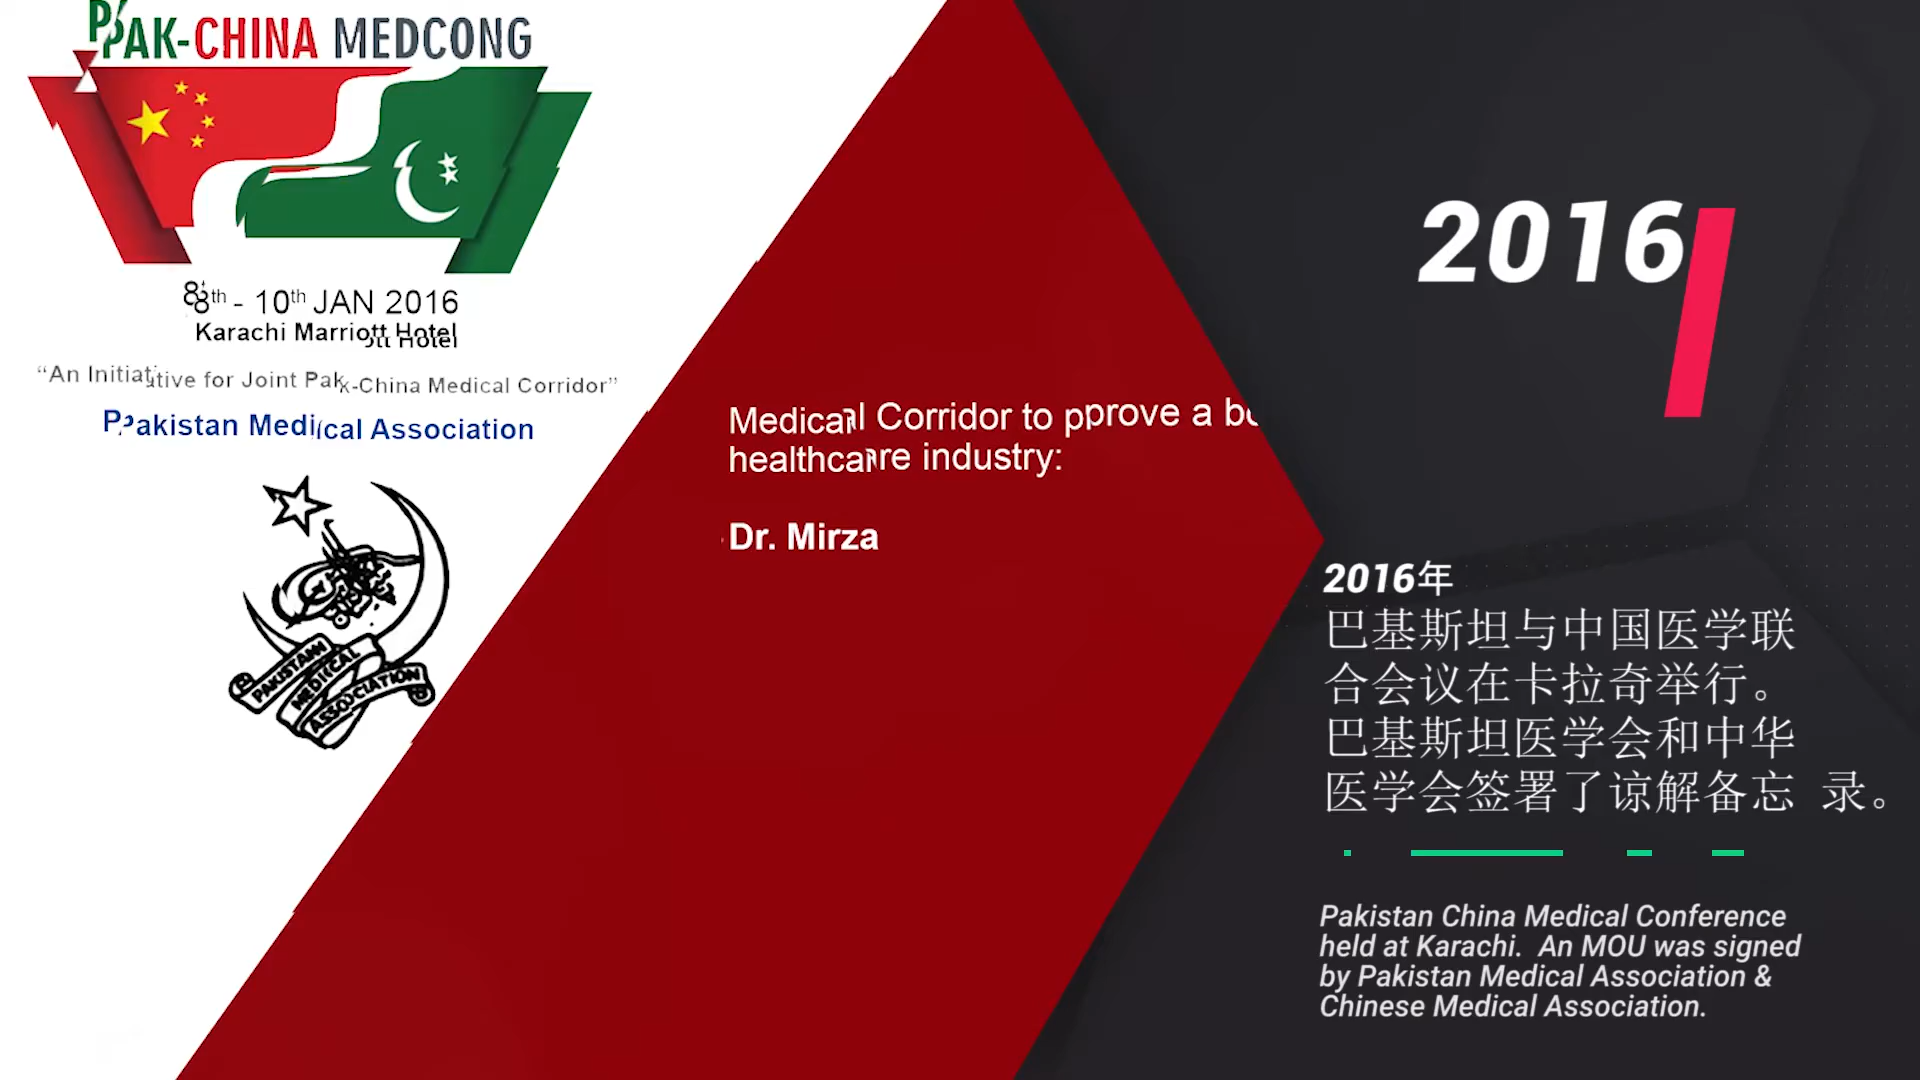 PAK-CHINA MEDCONG
8th - 10th JAN 2016
Karachi Marriott Hotel
“An Initiative for Joint Pak-China Medical Corridor”
Pakistan Medical Association
PAKISTAN
MEDICAL
ASSOCIATION
Medical Corridor to prove a
healthcare industry:
Dr. Mirza
2016
2016年
巴基斯坦与中国医学联
合会议在卡拉奇举行。
巴基斯坦医学会和中华
医学会签署了谅解备忘 录。
Pakistan China Medical Conference
held at Karachi. An MOU was signed
by Pakistan Medical Association &
Chinese Medical Association.